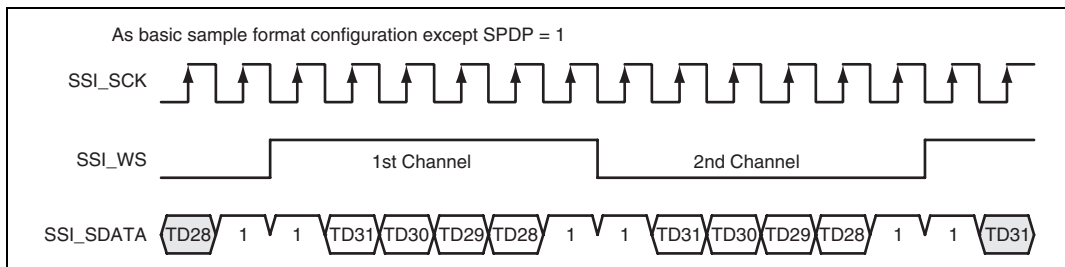 As basic sample format configuration except SPDP = 1
SSI_SCK
SSI_WS 1st Channel 2nd Channel
SSI_SDATA TD28 1 1 TD31 TD30 TD29 TD28 1 1 TD31 TD30 TD29 TD28 1 1 TD31